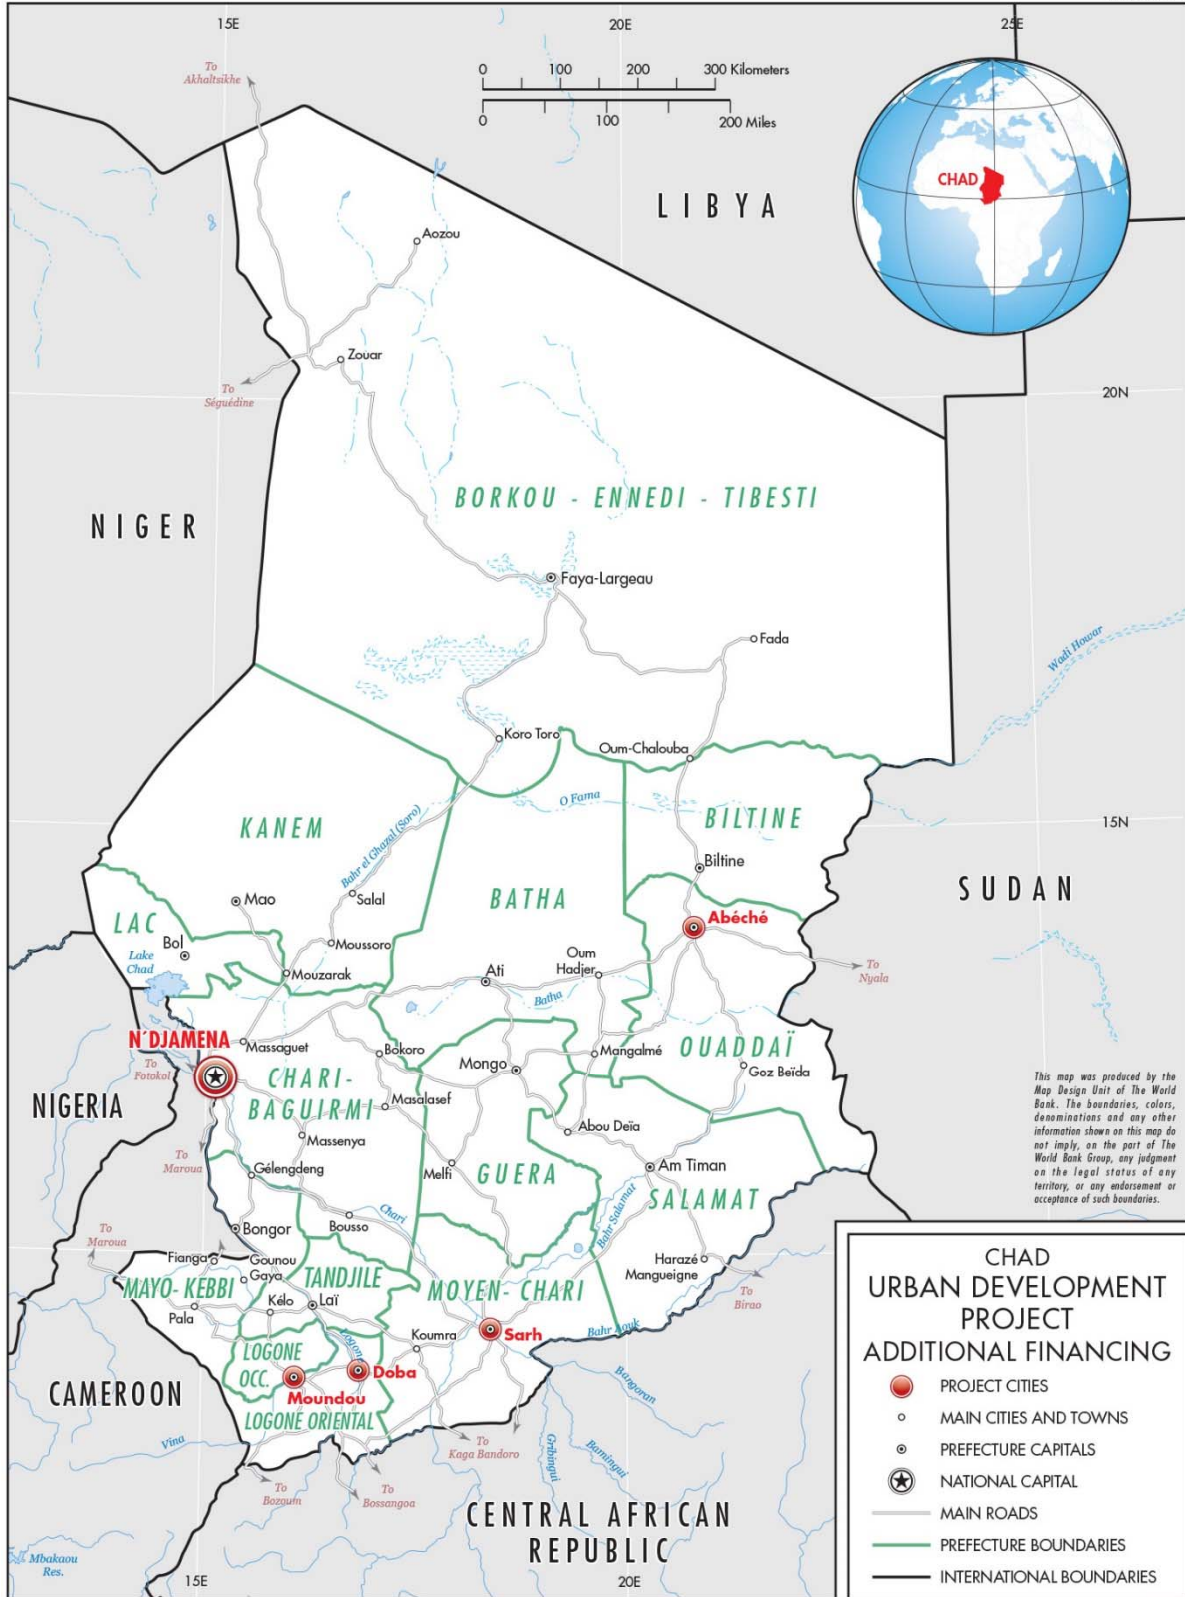 15E
20E
25E
To
Akhaltsikhe
0 100 200 300 Kilometers
0 100 200 Miles
CHAD
LIBYA
Aozou
Zouar
To
Séguédine
20N
BORKOU - ENNEDI - TIBESTI
NIGER
Faya-Largeau
Fada
Wadi Howar
Koro Toro
Oum-Chalouba
O Fama
KANEM
BILTINE
15N
Bahr el Ghazal (Soro)
Biltine
Mao
Salal
BATHA
SUDAN
LAC
Abéché
Bol
Moussoro
Lake
Chad
Mouzarak
Ati
Oum
Hadjer
To
Nyala
Batha
N'DJAMENA
Massaguet
Bokoro
Mongo
Mangalmé
OUADDAÏ
Goz Beïda
To
Fotokol
CHARI-
BAGUIRMI
Masalasef
NIGERIA
Massenya
Abou Deïa
This map was produced by the
Map Design Unit of The World
Bank. The boundaries, colors,
denominations and any other
information shown on this map do
not imply, on the part of The
World Bank Group, any judgment
on the legal status of any
territory, or any endorsement or
acceptance of such boundaries.
To
Maroua
Gélengdeng
Melfi
GUERA
Am Timan
SALAMAT
Chari
Bousso
Bahr Salamat
To
Maroua
Bongor
Fianga
Gounou
Gaya
Harazé
Mangueigne
MAYO-KEBBI
TANDJILE
MOYEN-CHARI
To
Birao
Pala
Kélo
Laï
Sarh
Bahr Aouk
Koumra
Logone
LOGONE
OCC.
Doba
Moundou
LOGONE ORIENTAL
CAMEROON
Bangoran
Vina
To
Kaga Bandoro
Gribingui
Bamingui
To
Bozoum
To
Bossangoa
CENTRAL AFRICAN
REPUBLIC
Mbakaou
Res.
15E
20E
CHAD
URBAN DEVELOPMENT
PROJECT
ADDITIONAL FINANCING
PROJECT CITIES
MAIN CITIES AND TOWNS
PREFECTURE CAPITALS
NATIONAL CAPITAL
MAIN ROADS
PREFECTURE BOUNDARIES
INTERNATIONAL BOUNDARIES